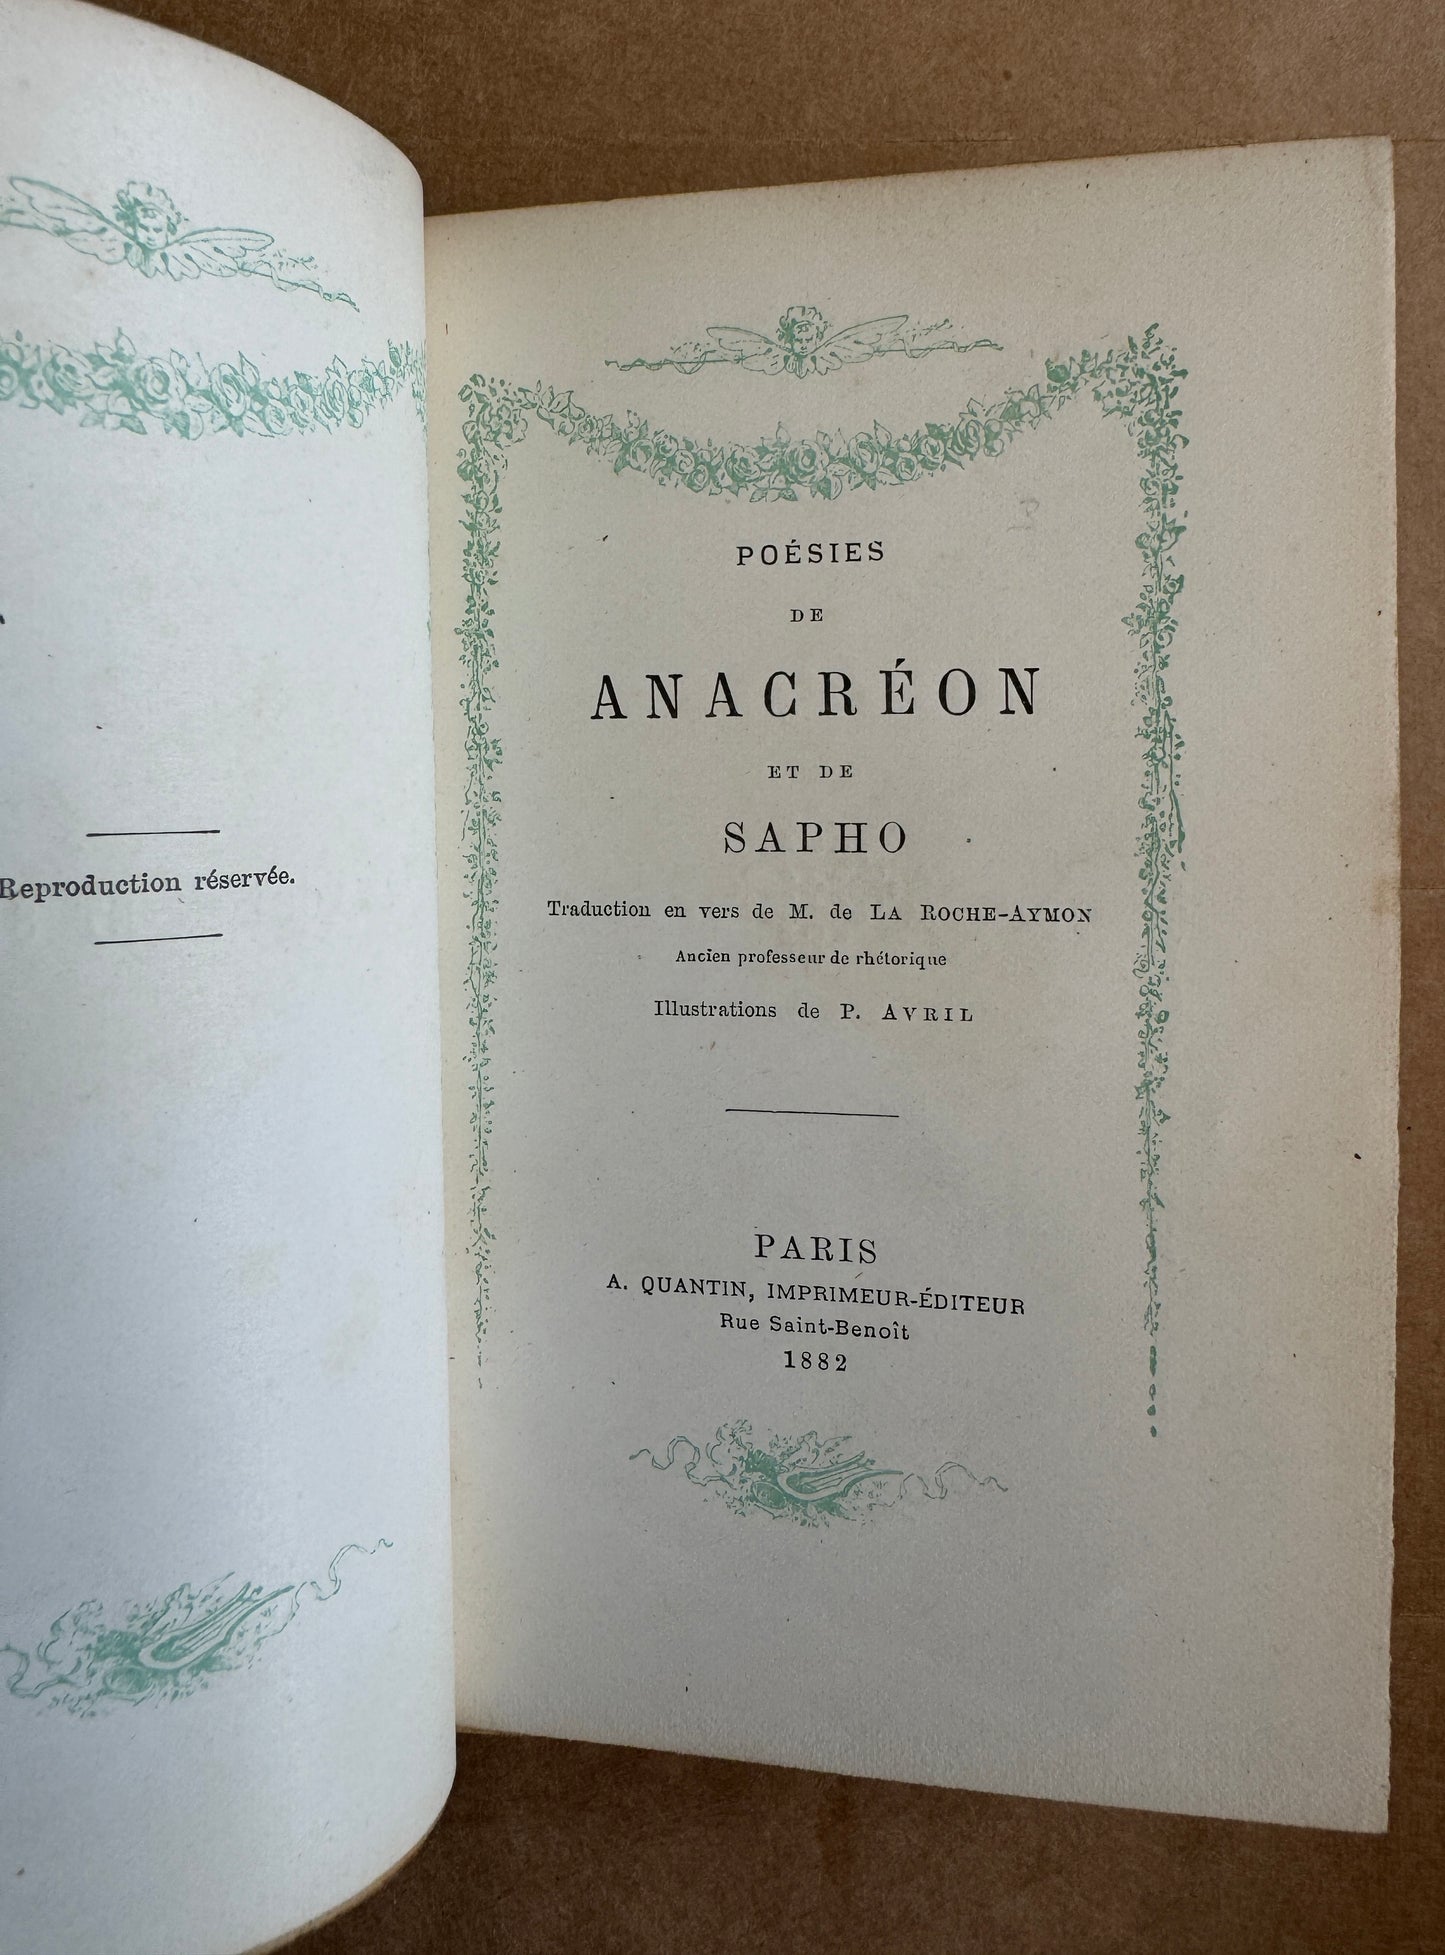 Reproduction réservée.
POÉSIES
DE
ANACRÉON
ET DE
SAPHO
Traduction en vers de M. de LA ROCHE-AYMON
Ancien professeur de rhétorique
Illustrations de P. AVRIL
PARIS
A. QUANTIN, IMPRIMEUR-ÉDITEUR
Rue Saint-Benoît
1882